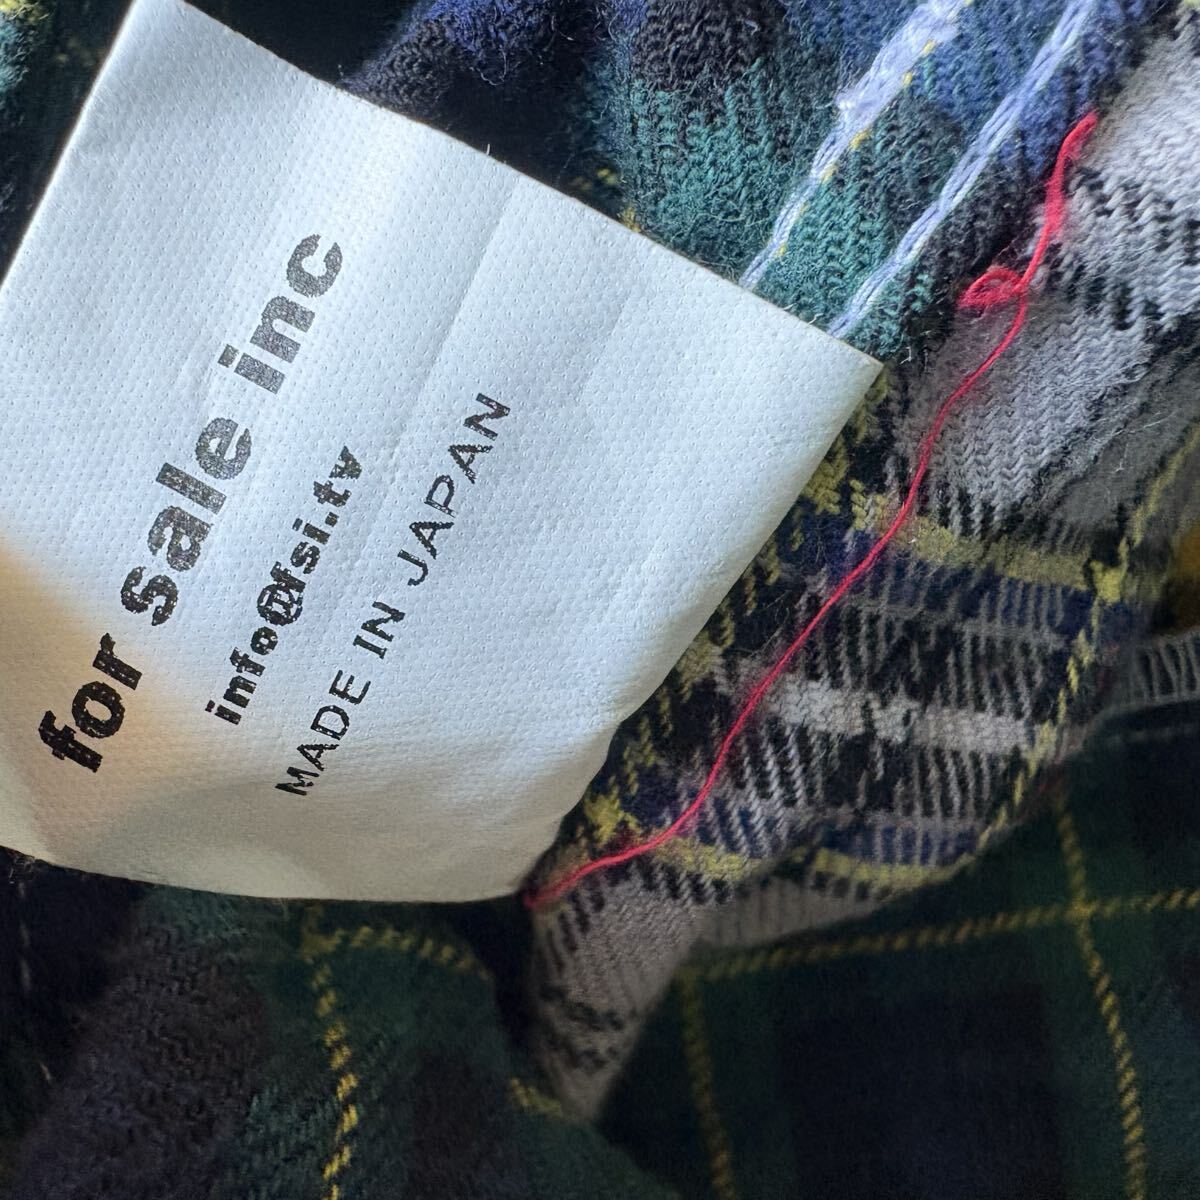 for Sale inc
info@fsi.tv
MADE IN JAPAN